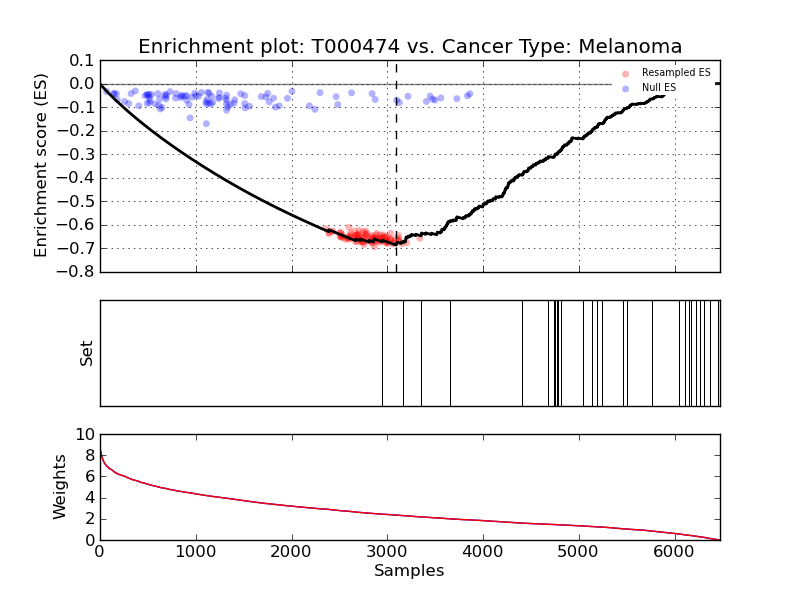 Enrichment plot: T000474 vs. Cancer Type: Melanoma
0.1
0.0
−0.1
−0.2
−0.3
−0.4
−0.5
−0.6
−0.7
−0.8
Enrichment score (ES)
Resampled ES
Null ES
Set
10
8
6
4
2
0
Weights
0 1000 2000 3000 4000 5000 6000
Samples